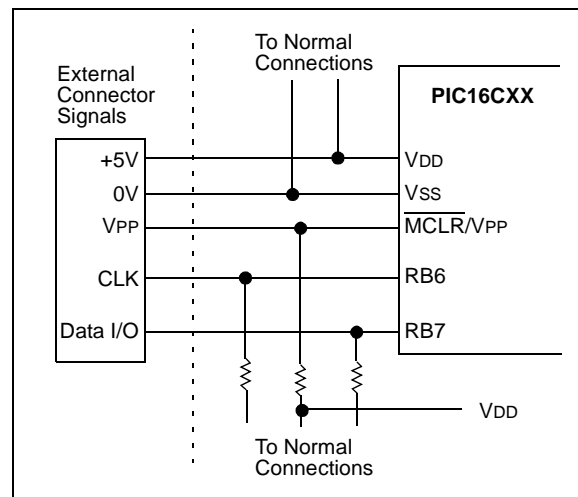 To Normal
Connections
External
Connector
Signals
PIC16CXX
+5V
VDD
0V
VSS
VPP
MCLR/VPP
CLK
RB6
Data I/O
RB7
VDD
To Normal
Connections